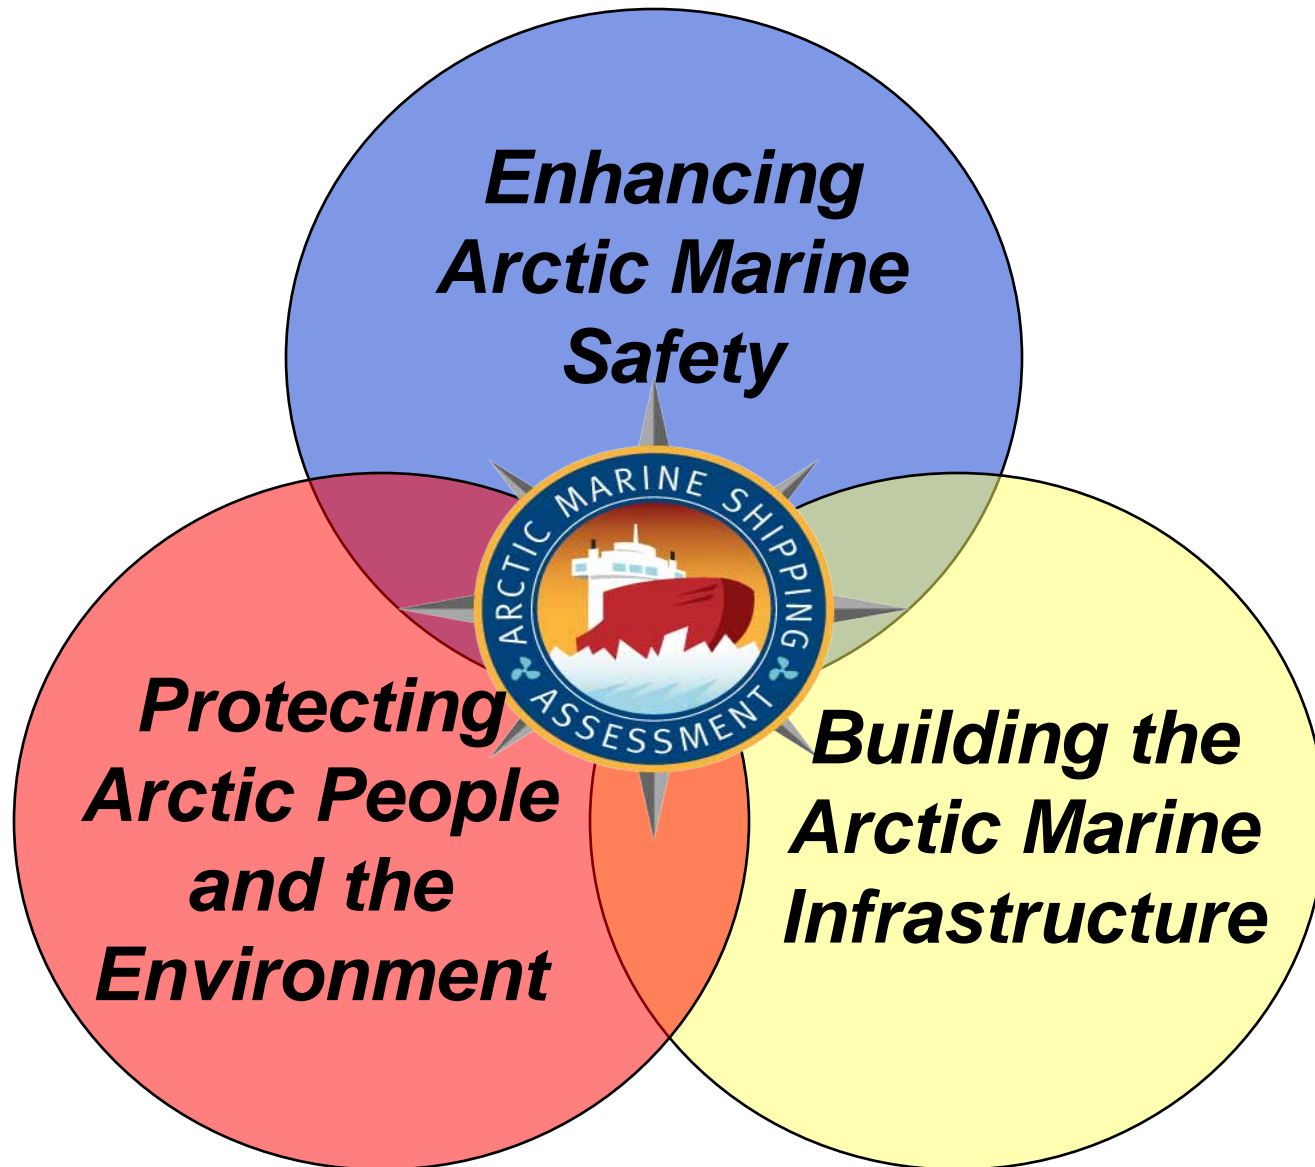 Enhancing
Arctic Marine
Safety
ARCTIC MARINE SHIPPING
ASSESSMENT
Protecting
Arctic People
and the
Environment
Building the
Arctic Marine
Infrastructure